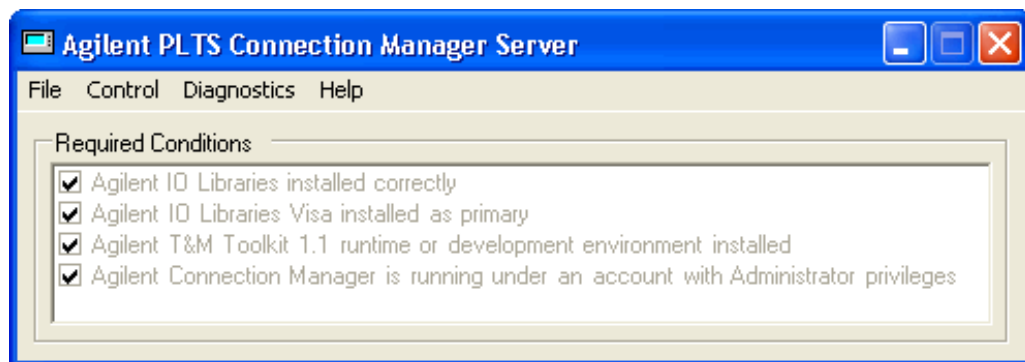 Agilent PLTS Connection Manager Server
File Control Diagnostics Help
Required Conditions
Agilent IO Libraries installed correctly
Agilent IO Libraries Visa installed as primary
Agilent T&M Toolkit 1.1 runtime or development environment installed
Agilent Connection Manager is running under an account with Administrator privileges